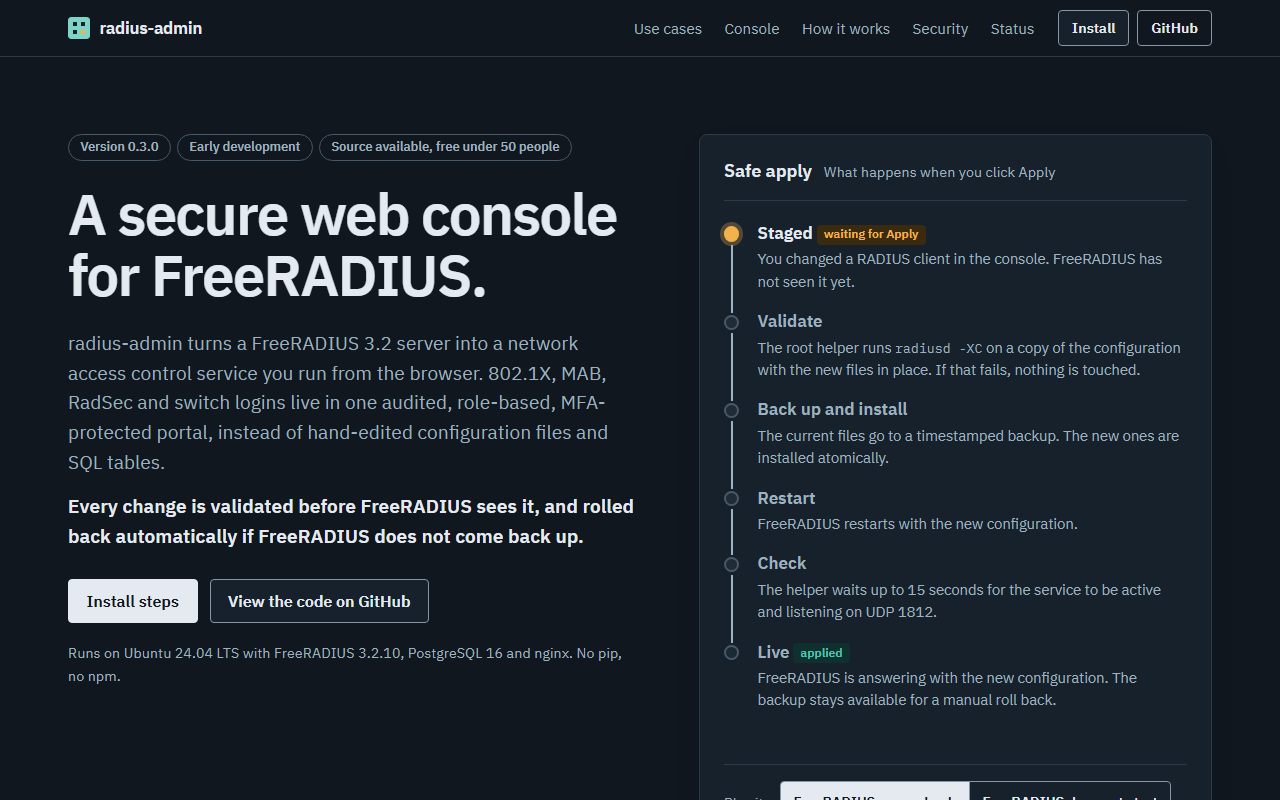 radius-admin
Use cases
Console
How it works
Security
Status
Install
GitHub
Version 0.3.0
Early development
Source available, free under 50 people
A secure web console
for FreeRADIUS.
radius-admin turns a FreeRADIUS 3.2 server into a network
access control service you run from the browser. 802.1X, MAB,
RadSec and switch logins live in one audited, role-based, MFA-
protected portal, instead of hand-edited configuration files and
SQL tables.
Every change is validated before FreeRADIUS sees it, and rolled
back automatically if FreeRADIUS does not come back up.
Install steps
View the code on GitHub
Runs on Ubuntu 24.04 LTS with FreeRADIUS 3.2.10, PostgreSQL 16 and nginx. No pip,
no npm.
Safe apply What happens when you click Apply
Staged waiting for Apply
You changed a RADIUS client in the console. FreeRADIUS has
not seen it yet.
Validate
The root helper runs radiusd -XC on a copy of the configuration
with the new files in place. If that fails, nothing is touched.
Back up and install
The current files go to a timestamped backup. The new ones are
installed atomically.
Restart
FreeRADIUS restarts with the new configuration.
Check
The helper waits up to 15 seconds for the service to be active
and listening on UDP 1812.
Live applied
FreeRADIUS is answering with the new configuration. The
backup stays available for a manual roll back.